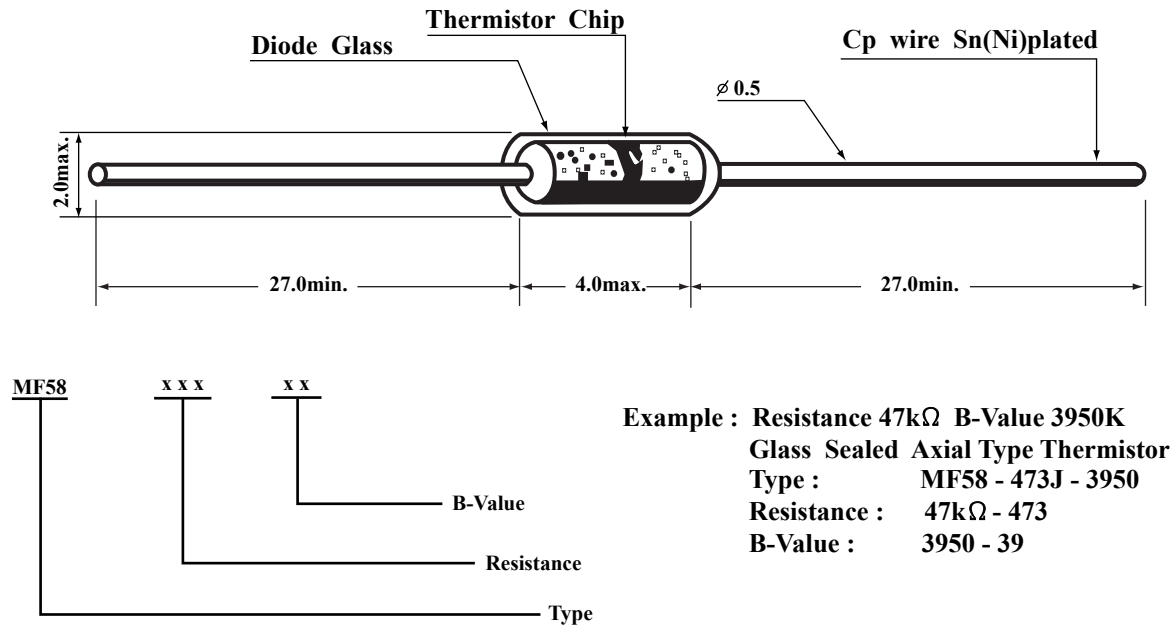 Thermistor Chip
Diode Glass
Cp wire Sn(Ni)plated
⌀ 0.5
2.0max.
27.0min.
4.0max.
27.0min.
MF58 x x x x x
B-Value
Resistance
Type
Example : Resistance 47kΩ B-Value 3950K
Glass Sealed Axial Type Thermistor
Type : MF58 - 473J - 3950
Resistance : 47kΩ - 473
B-Value : 3950 - 39